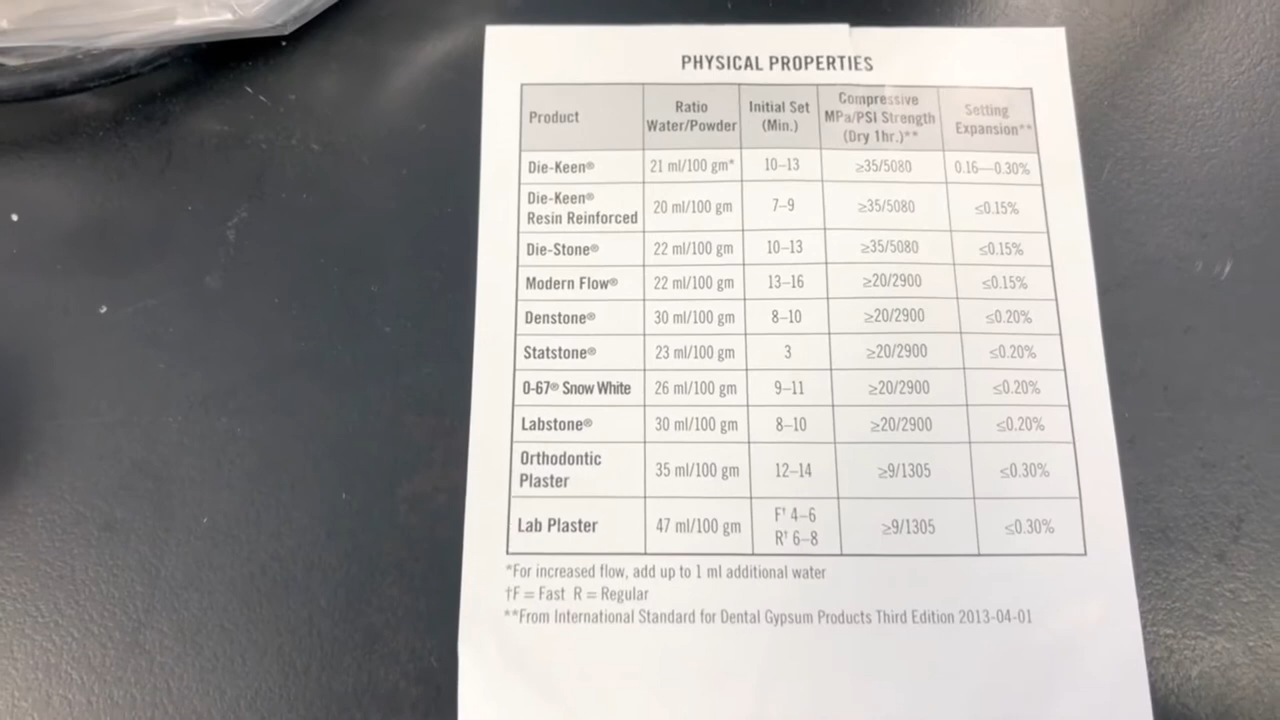 PHYSICAL PROPERTIES
Product Ratio Water/Powder Initial Set (Min.) Compressive MPa/PSI Strength (Dry 1hr.)** Setting Expansion**
Die-Keen® 21 ml/100 gm* 10–13 ≥35/5080 0.16—0.30%
Die-Keen® Resin Reinforced 20 ml/100 gm 7–9 ≥35/5080 ≤0.15%
Die-Stone® 22 ml/100 gm 10–13 ≥35/5080 ≤0.15%
Modern Flow® 22 ml/100 gm 13–16 ≥20/2900 ≤0.15%
Denstone® 30 ml/100 gm 8–10 ≥20/2900 ≤0.20%
Statstone® 23 ml/100 gm 3 ≥20/2900 ≤0.20%
0-67® Snow White 26 ml/100 gm 9–11 ≥20/2900 ≤0.20%
Labstone® 30 ml/100 gm 8–10 ≥20/2900 ≤0.20%
Orthodontic Plaster 35 ml/100 gm 12–14 ≥9/1305 ≤0.30%
Lab Plaster 47 ml/100 gm F† 4–6 R† 6–8 ≥9/1305 ≤0.30%
*For increased flow, add up to 1 ml additional water
†F = Fast R = Regular
**From International Standard for Dental Gypsum Products Third Edition 2013-04-01